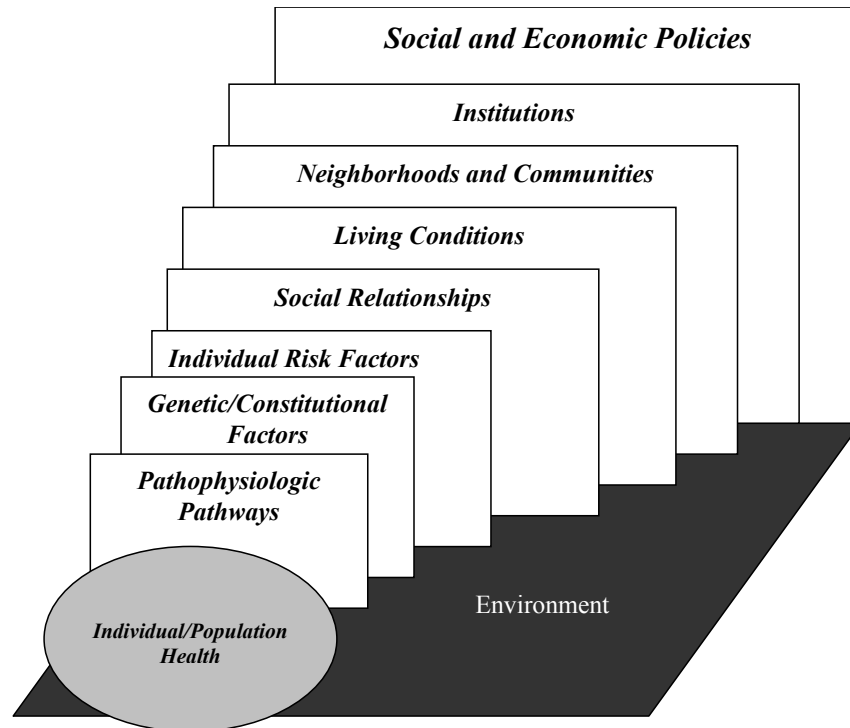 Social and Economic Policies
Institutions
Neighborhoods and Communities
Living Conditions
Social Relationships
Individual Risk Factors
Genetic/Constitutional
Factors
Pathophysiologic
Pathways
Environment
Individual/Population
Health